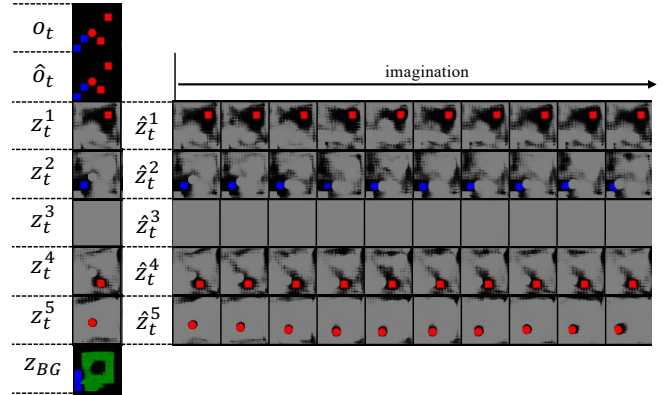 o_t
ô_t
imagination
z_t^1 ẑ_t^1
z_t^2 ẑ_t^2
z_t^3 ẑ_t^3
z_t^4 ẑ_t^4
z_t^5 ẑ_t^5
z_BG